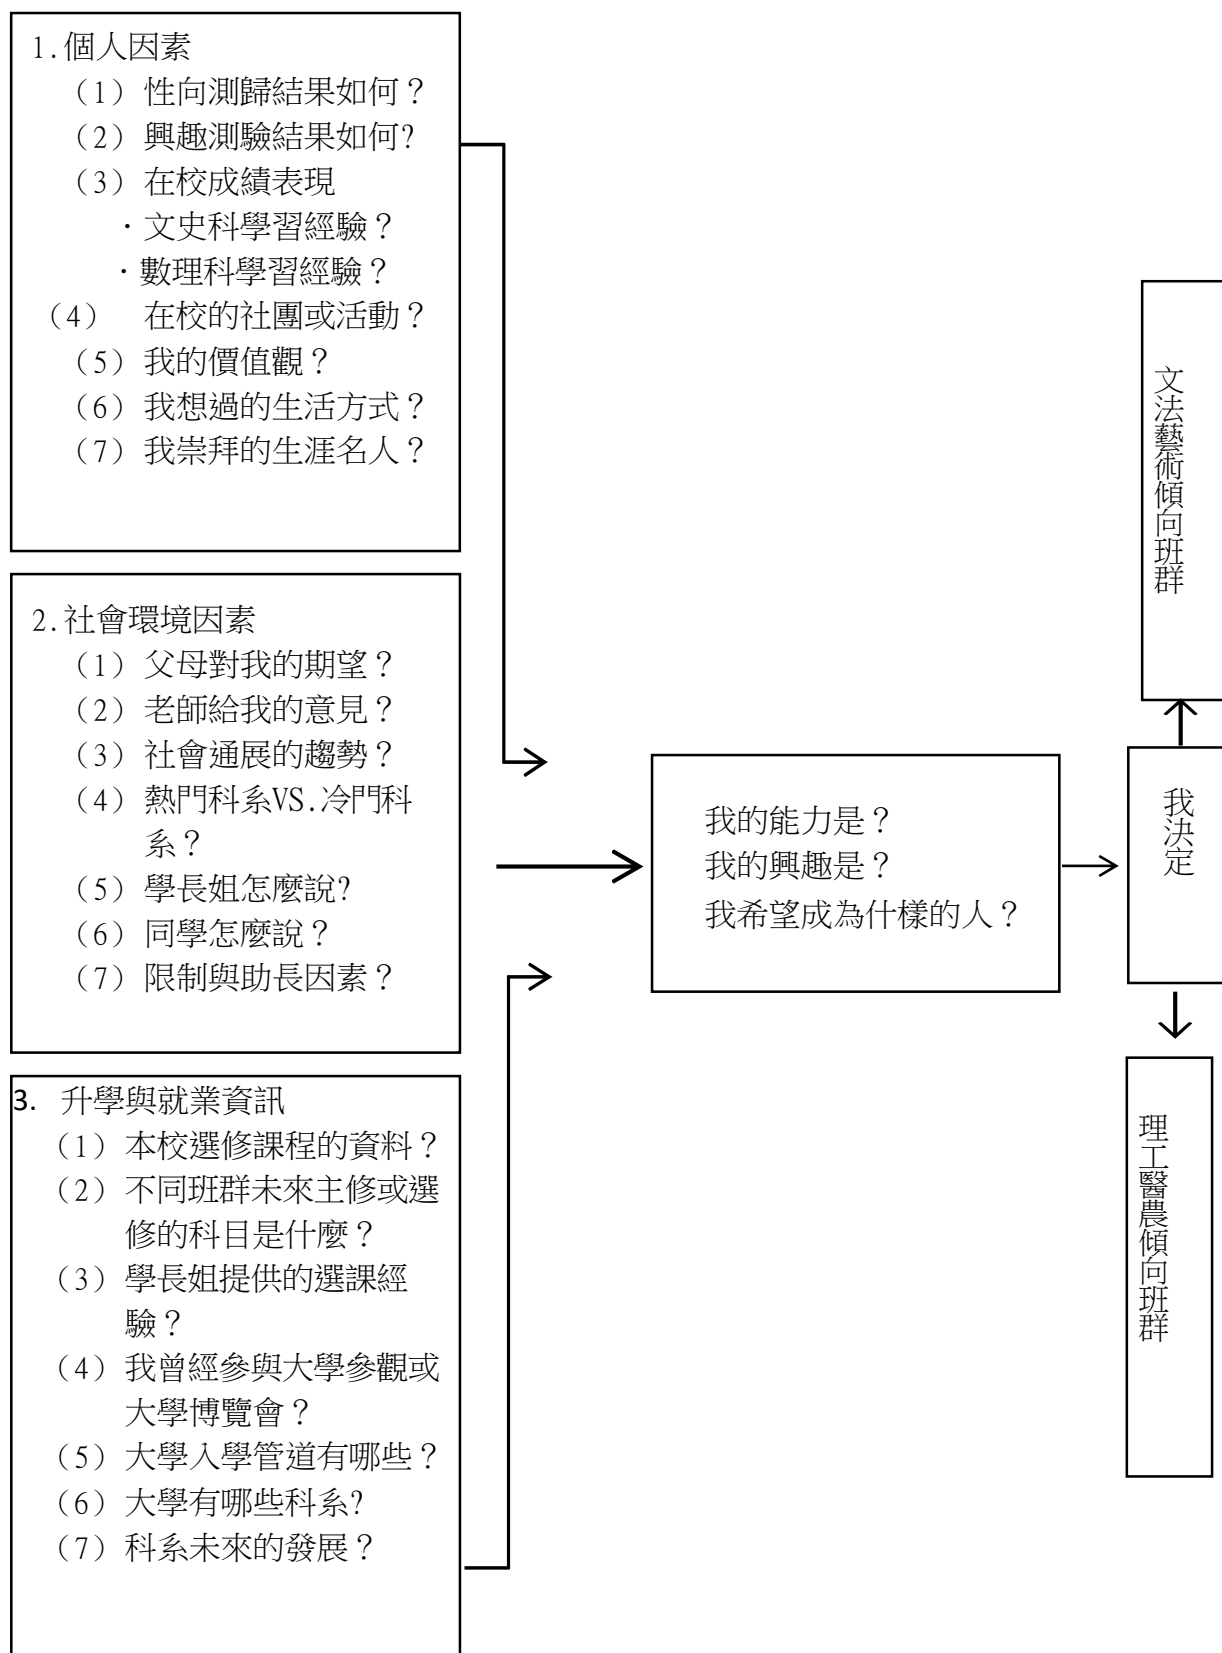 1.個人因素
（1）性向測歸結果如何？
（2）興趣測驗結果如何?
（3）在校成績表現
．文史科學習經驗？
．數理科學習經驗？
（4） 在校的社團或活動？
（5）我的價值觀？
（6）我想過的生活方式？
（7）我崇拜的生涯名人？
2.社會環境因素
（1）父母對我的期望？
（2）老師給我的意見？
（3）社會通展的趨勢？
（4）熱門科系VS.冷門科
系？
（5）學長姐怎麼說?
（6）同學怎麼說？
（7）限制與助長因素？
3. 升學與就業資訊
（1）本校選修課程的資料？
（2）不同班群未來主修或選
修的科目是什麼？
（3）學長姐提供的選課經
驗？
（4）我曾經參與大學參觀或
大學博覽會？
（5）大學入學管道有哪些？
（6）大學有哪些科系?
（7）科系未來的發展？
我的能力是？
我的興趣是？
我希望成為什樣的人？
我決定
文法藝術傾向班群
理工醫農傾向班群